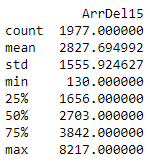 ArrDel15
count 1977.000000
mean 2827.694992
std 1555.924627
min 130.000000
25% 1656.000000
50% 2703.000000
75% 3842.000000
max 8217.000000